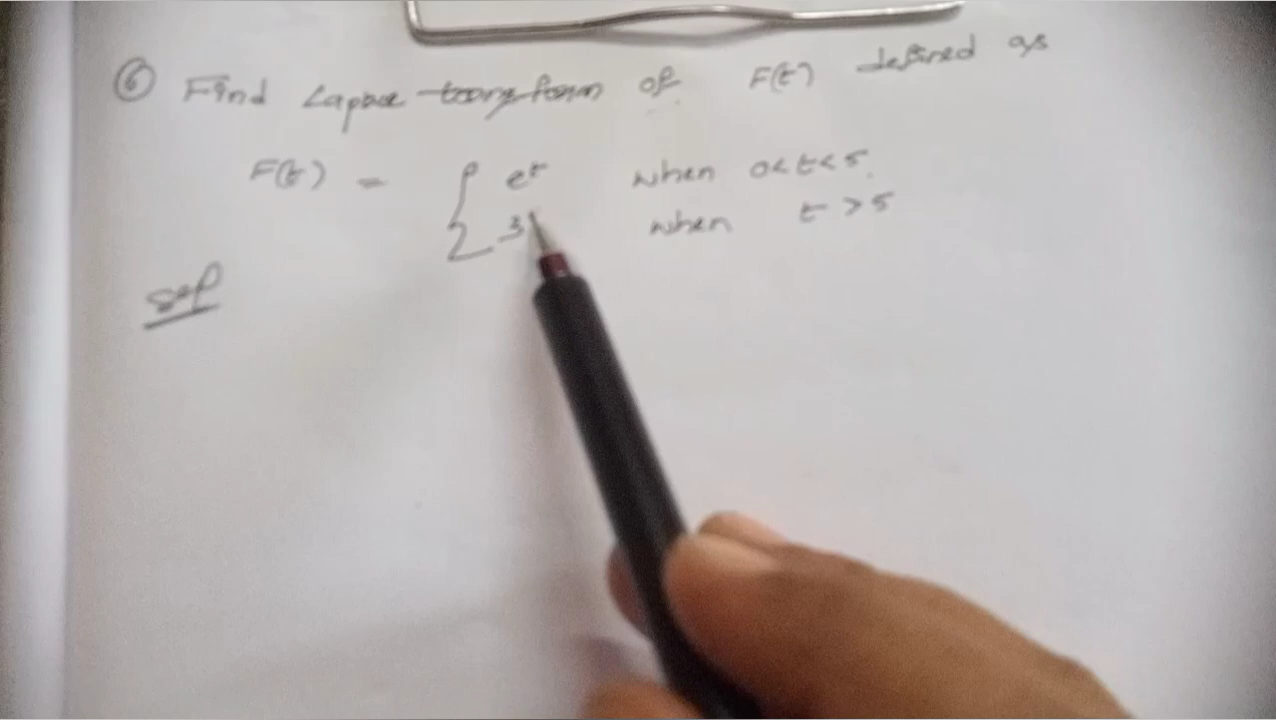 ⑥ Find Laplace transform of F(t) defined as
F(t) = { e^t when 0<t<5.
3 when t > 5
Sol